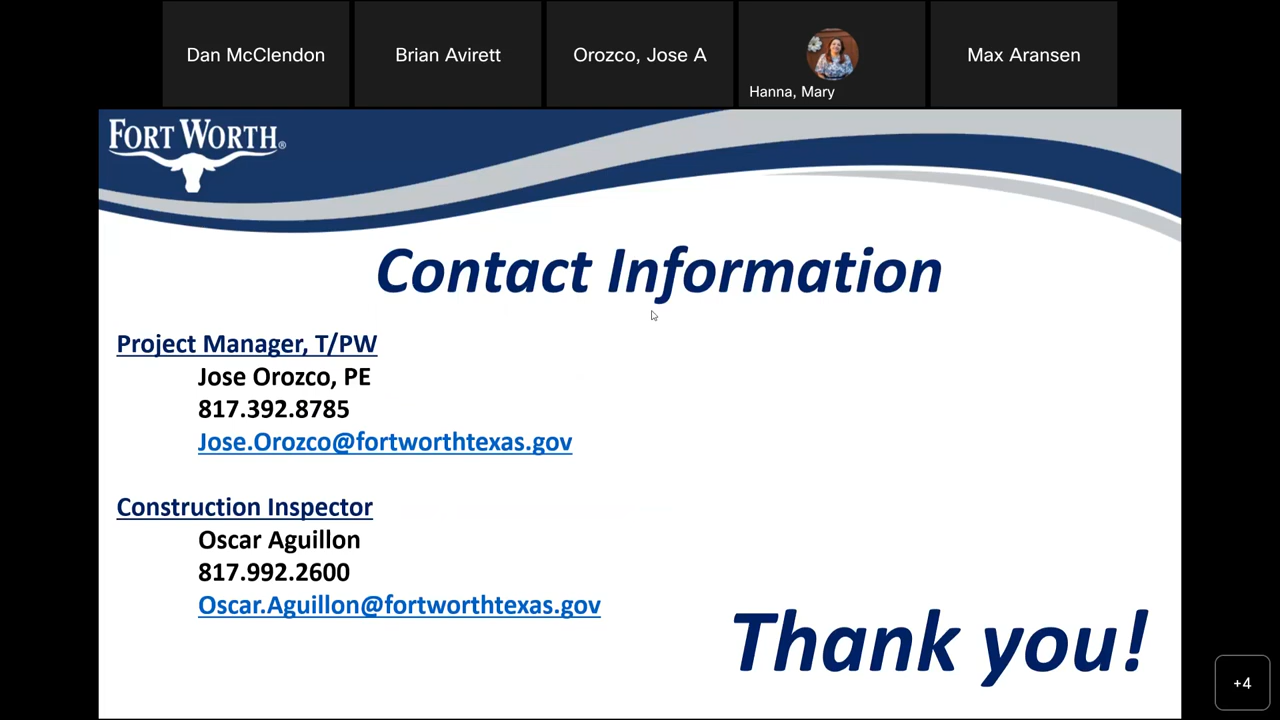 Dan McClendon
Brian Avirett
Orozco, Jose A
Hanna, Mary
Max Aransen
FORT WORTH®
Contact Information
Project Manager, T/PW
Jose Orozco, PE
817.392.8785
Jose.Orozco@fortworthtexas.gov
Construction Inspector
Oscar Aguillon
817.992.2600
Oscar.Aguillon@fortworthtexas.gov
Thank you!
+4